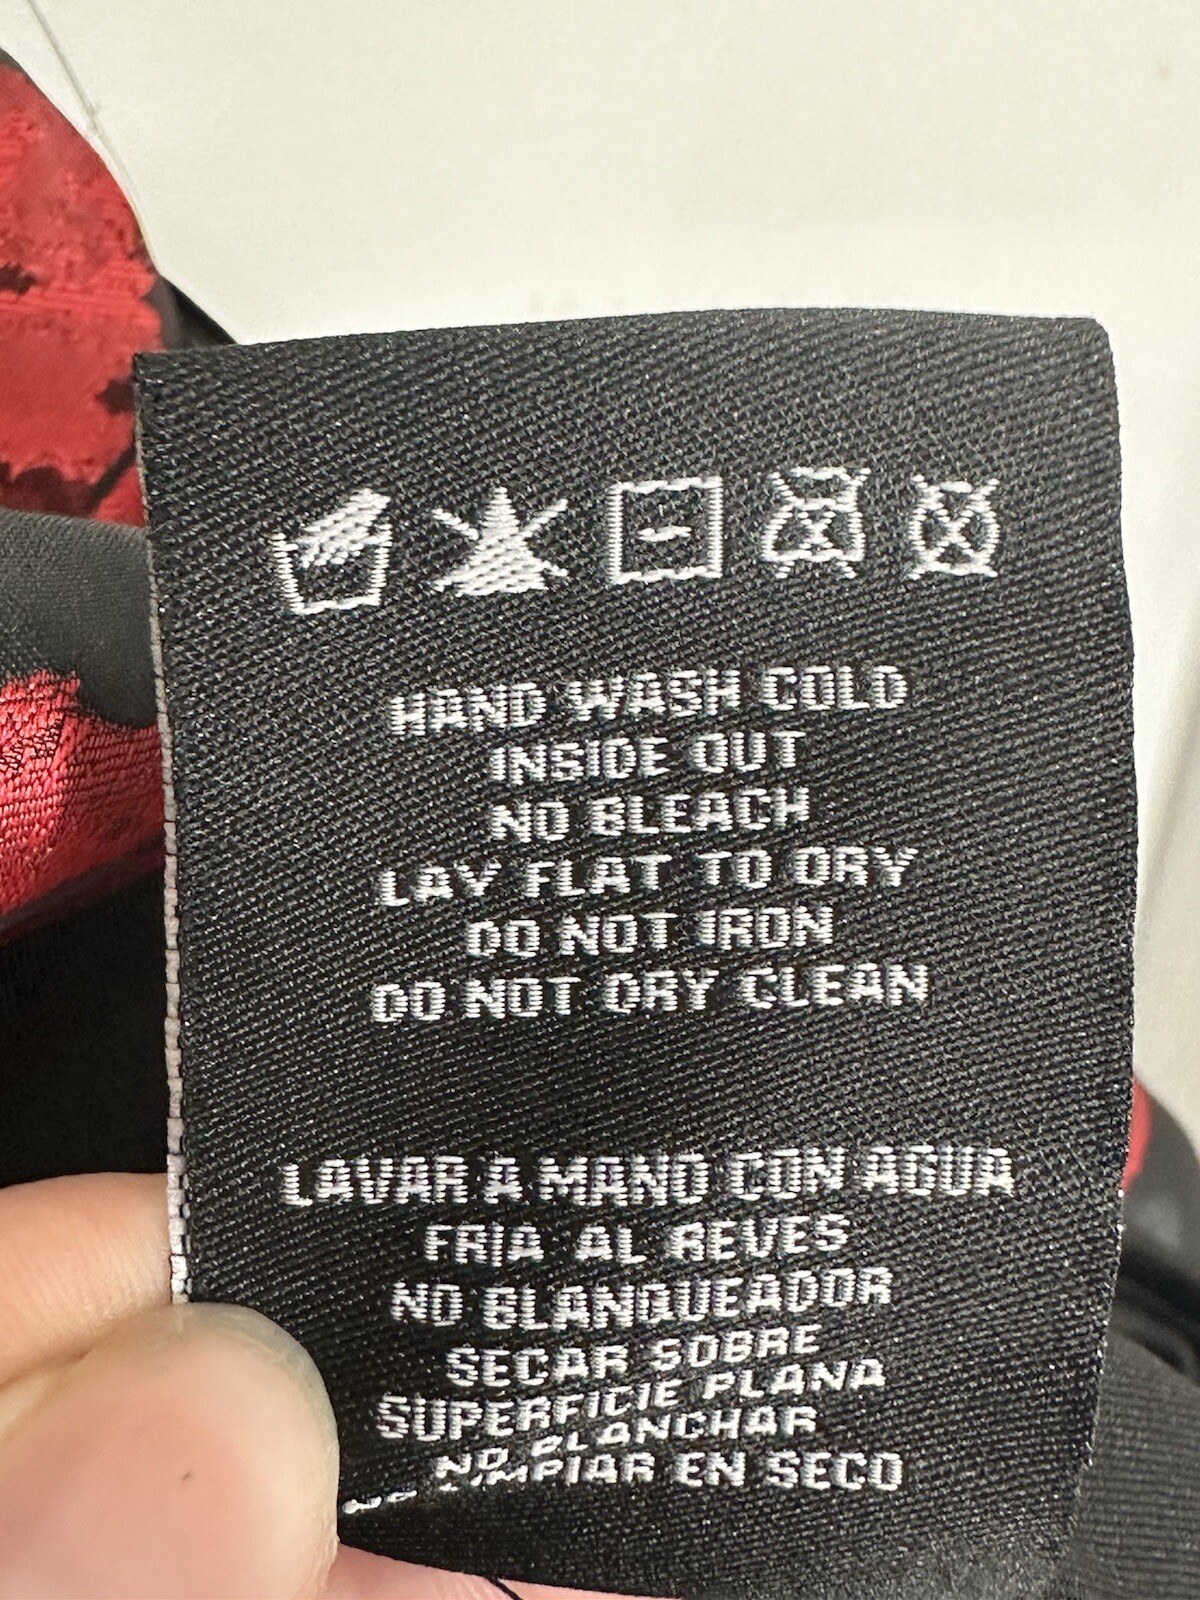 HAND WASH COLD
INSIDE OUT
NO BLEACH
LAY FLAT TO DRY
DO NOT IRON
DO NOT DRY CLEAN
LAVAR A MANO CON AGUA
FRIA AL REVES
NO BLANQUEADOR
SECAR SOBRE
SUPERFICIE PLANA
NO PLANCHAR
LIMPIAR EN SECO